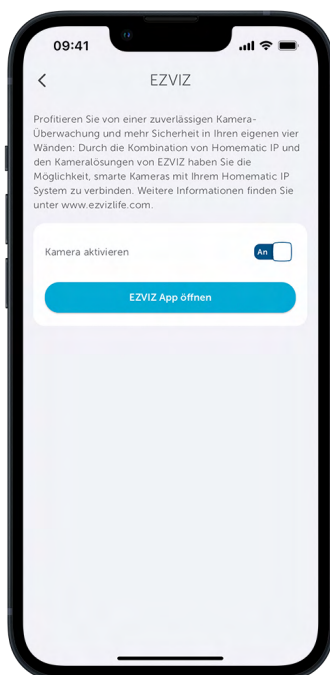 09:41
EZVIZ
Profitieren Sie von einer zuverlässigen Kamera-
Überwachung und mehr Sicherheit in Ihren eigenen vier
Wänden: Durch die Kombination von Homematic IP und
den Kameralösungen von EZVIZ haben Sie die
Möglichkeit, smarte Kameras mit Ihrem Homematic IP
System zu verbinden. Weitere Informationen finden Sie
unter www.ezvizlife.com.
Kamera aktivieren
An
EZVIZ App öffnen